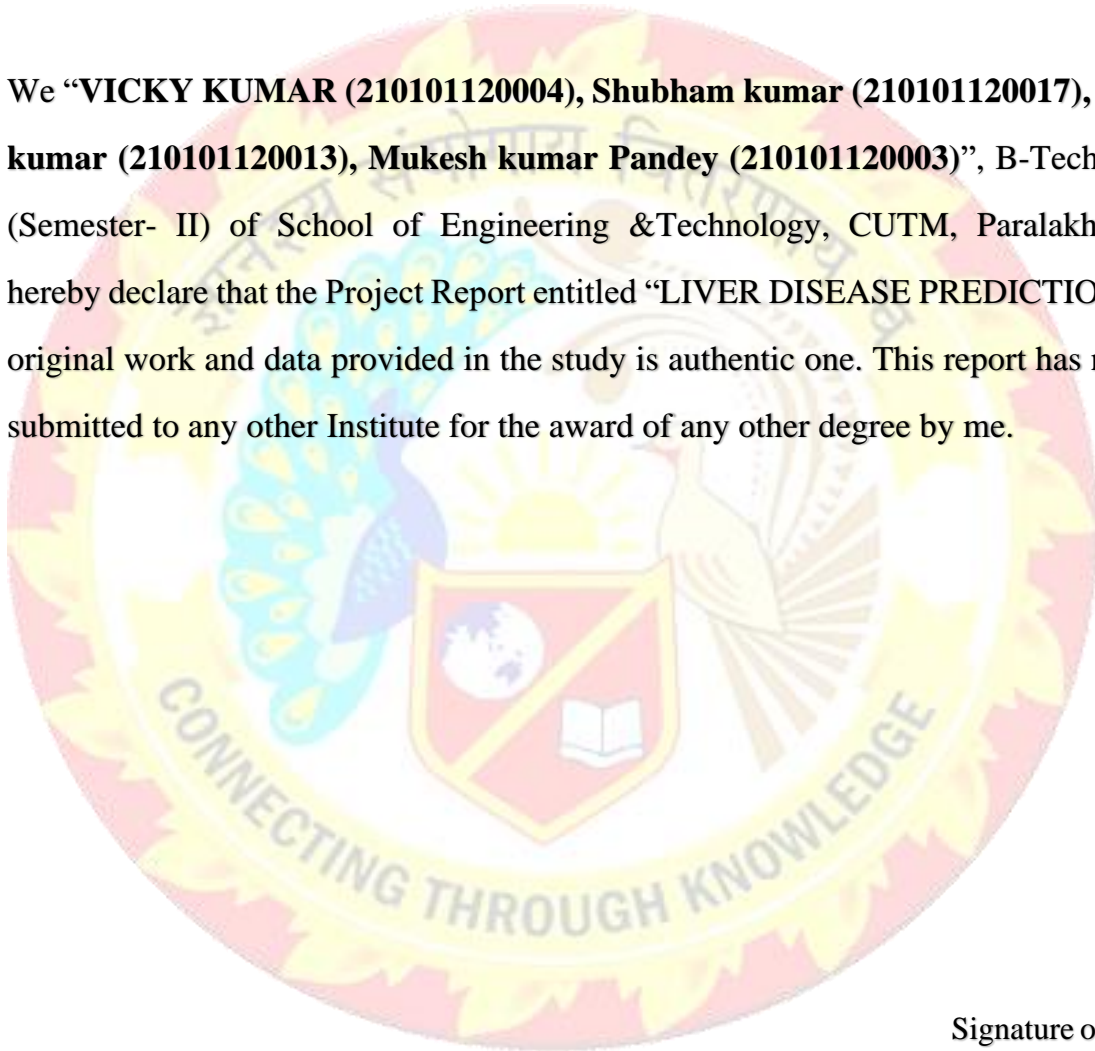 We “VICKY KUMAR (210101120004), Shubham kumar (210101120017),
kumar (210101120013), Mukesh kumar Pandey (210101120003)”, B-Tech
(Semester- II) of School of Engineering &Technology, CUTM, Paralakh
hereby declare that the Project Report entitled “LIVER DISEASE PREDICTIO
original work and data provided in the study is authentic one. This report has
submitted to any other Institute for the award of any other degree by me.
CONNECTING THROUGH KNOWLEDGE
Signature o